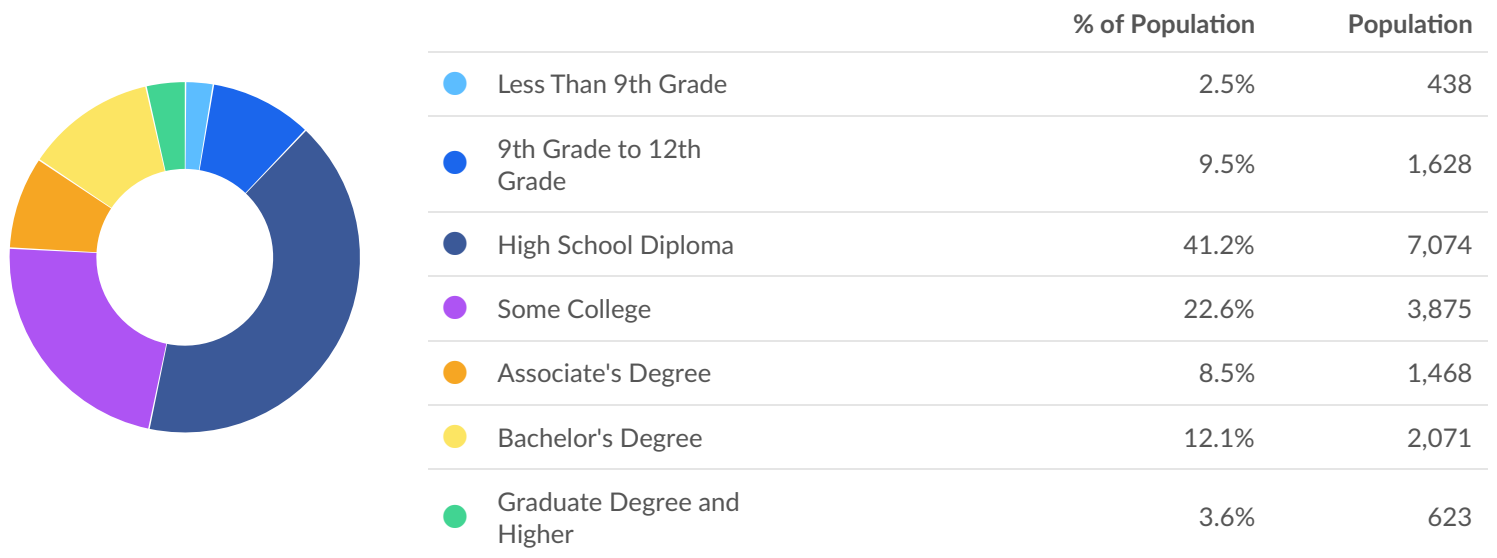 % of Population Population
Less Than 9th Grade 2.5% 438
9th Grade to 12th
Grade 9.5% 1,628
High School Diploma 41.2% 7,074
Some College 22.6% 3,875
Associate's Degree 8.5% 1,468
Bachelor's Degree 12.1% 2,071
Graduate Degree and
Higher 3.6% 623